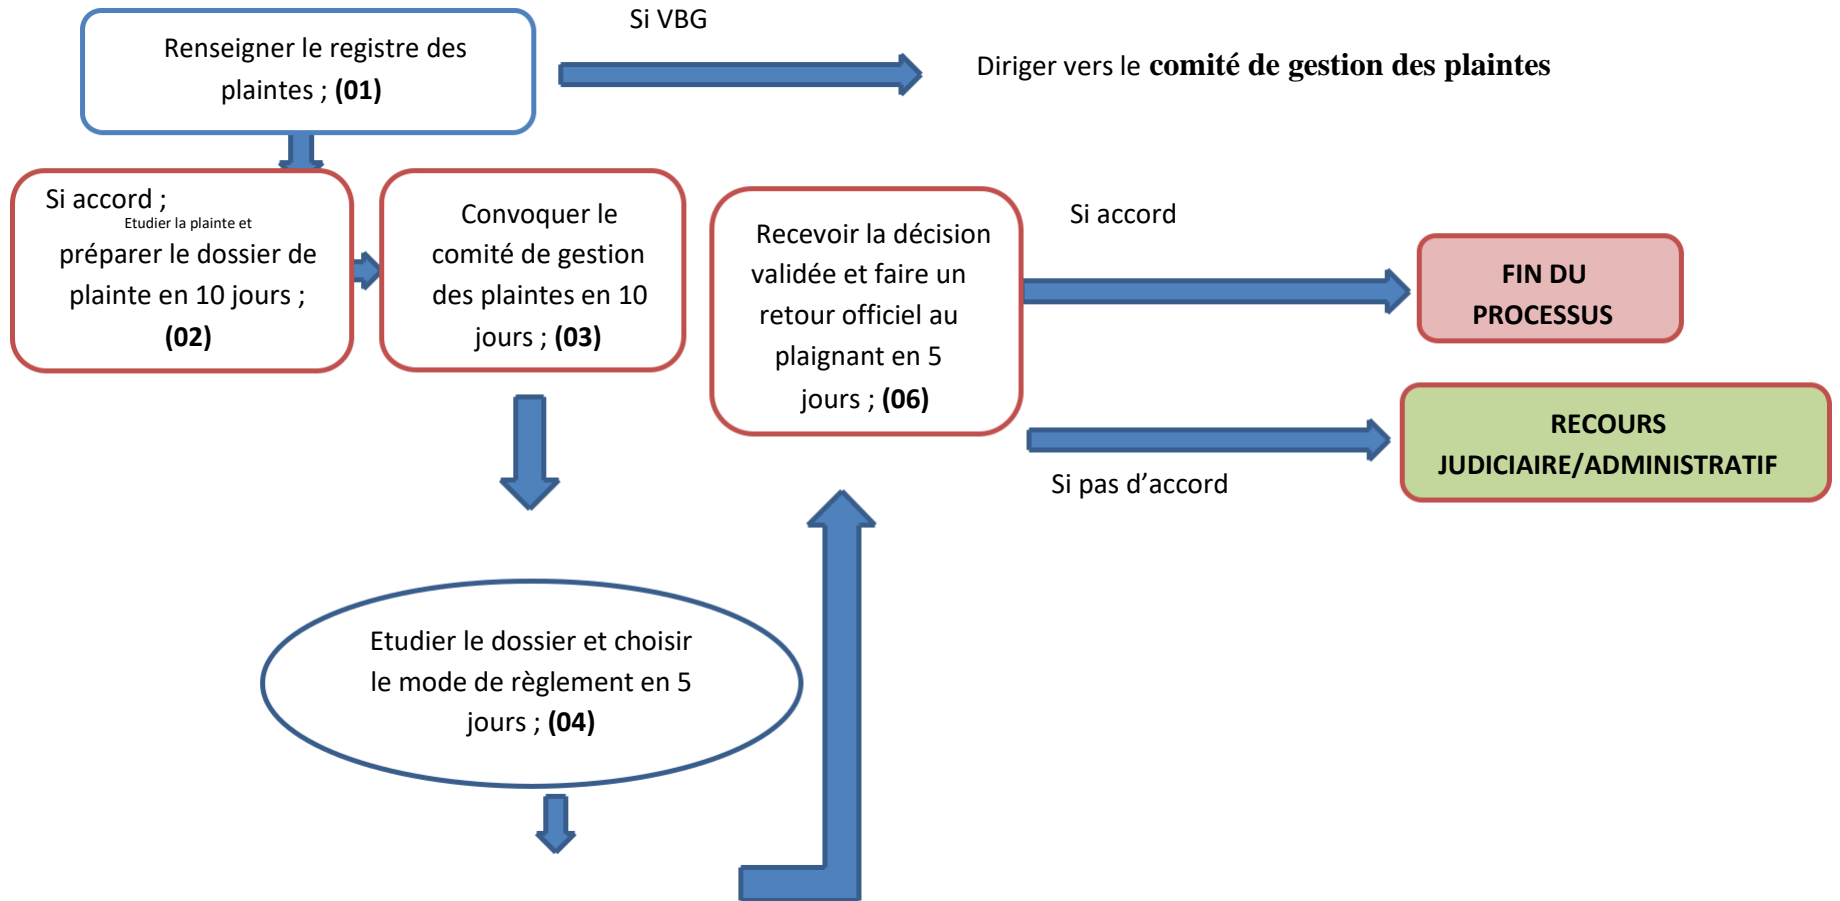 Si VBG
Renseigner le registre des
plaintes ; (01)
Diriger vers le comité de gestion des plaintes
Si accord ;
Etudier la plainte et
préparer le dossier de
plainte en 10 jours ;
(02)
Convoquer le
comité de gestion
des plaintes en 10
jours ; (03)
Recevoir la décision
validée et faire un
retour officiel au
plaignant en 5
jours ; (06)
Si accord
FIN DU
PROCESSUS
RECOURS
JUDICIAIRE/ADMINISTRATIF
Si pas d’accord
Etudier le dossier et choisir
le mode de règlement en 5
jours ; (04)